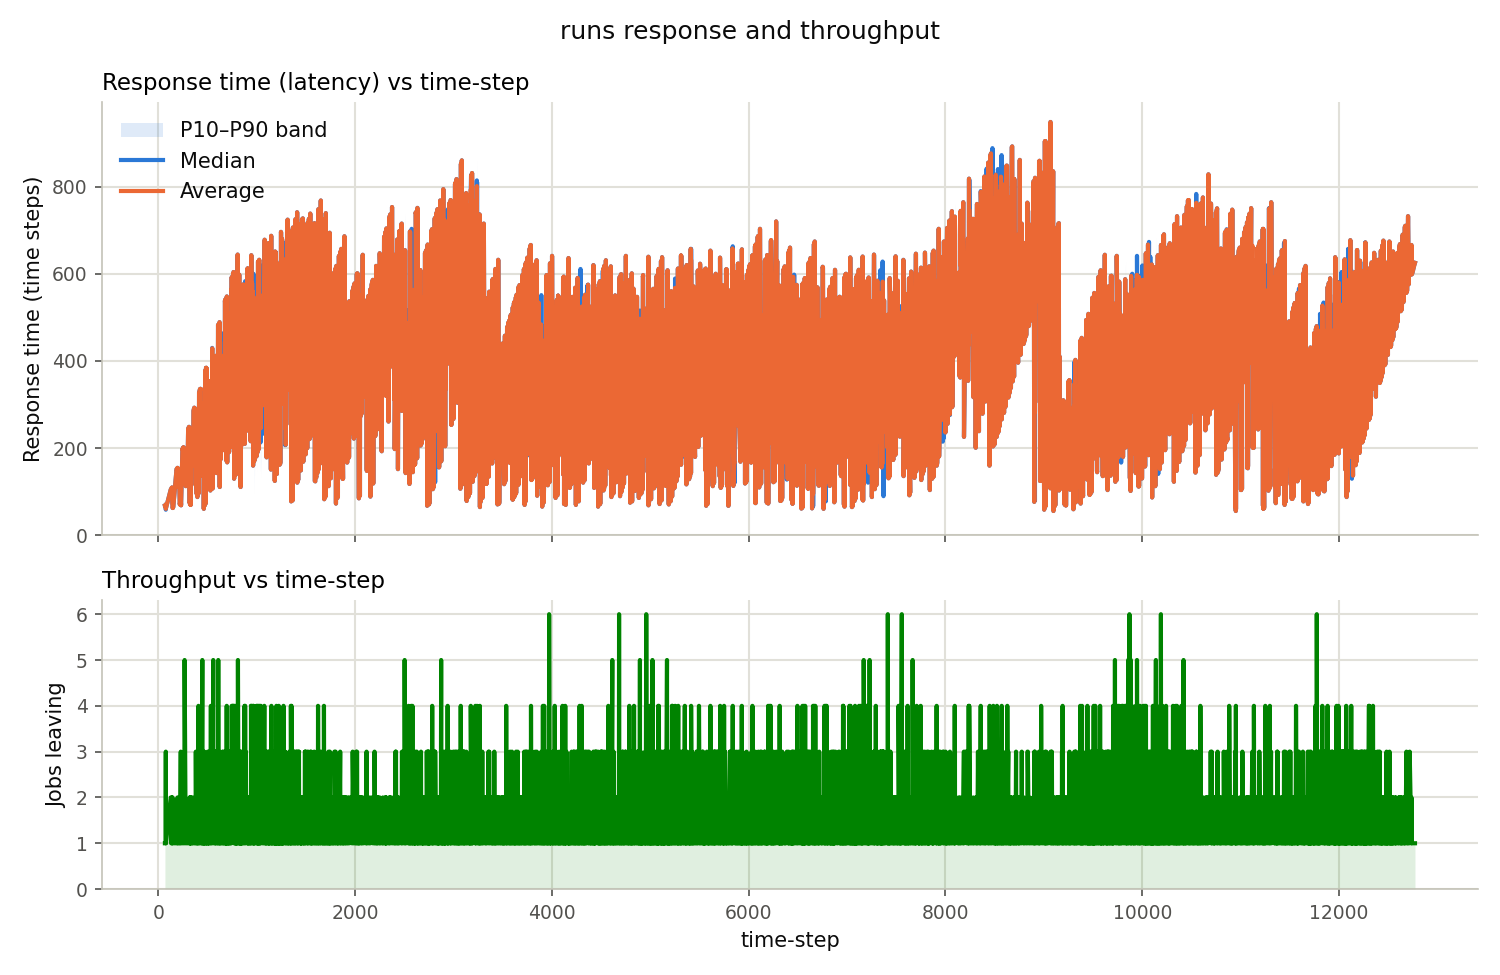 runs response and throughput
Response time (latency) vs time-step
P10–P90 band
Median
Average
Response time (time steps)
800
600
400
200
0
Throughput vs time-step
Jobs leaving
6
5
4
3
2
1
0
0 2000 4000 6000 8000 10000 12000
time-step